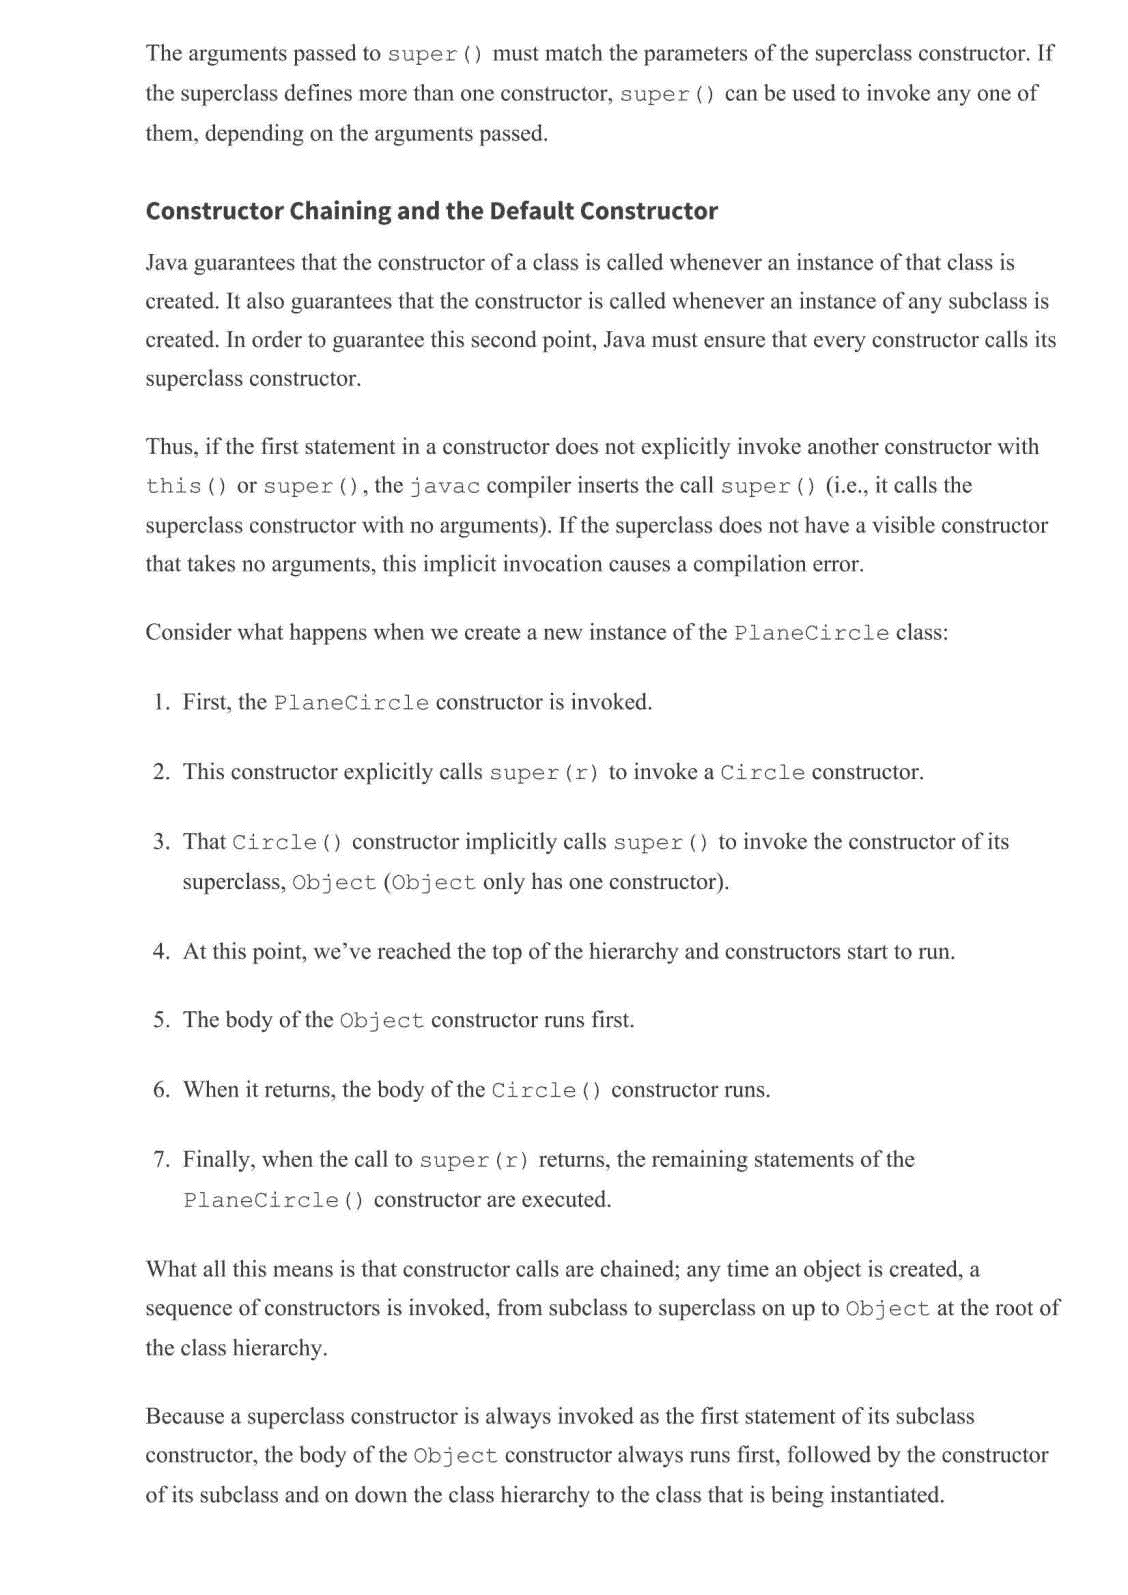 The arguments passed to super() must match the parameters of the superclass constructor. If
the superclass defines more than one constructor, super() can be used to invoke any one of
them, depending on the arguments passed.
Constructor Chaining and the Default Constructor
Java guarantees that the constructor of a class is called whenever an instance of that class is
created. It also guarantees that the constructor is called whenever an instance of any subclass is
created. In order to guarantee this second point, Java must ensure that every constructor calls its
superclass constructor.
Thus, if the first statement in a constructor does not explicitly invoke another constructor with
this() or super(), the javac compiler inserts the call super() (i.e., it calls the
superclass constructor with no arguments). If the superclass does not have a visible constructor
that takes no arguments, this implicit invocation causes a compilation error.
Consider what happens when we create a new instance of the PlaneCircle class:
1. First, the PlaneCircle constructor is invoked.
2. This constructor explicitly calls super(r) to invoke a Circle constructor.
3. That Circle() constructor implicitly calls super() to invoke the constructor of its
superclass, Object (Object only has one constructor).
4. At this point, we’ve reached the top of the hierarchy and constructors start to run.
5. The body of the Object constructor runs first.
6. When it returns, the body of the Circle() constructor runs.
7. Finally, when the call to super(r) returns, the remaining statements of the
PlaneCircle() constructor are executed.
What all this means is that constructor calls are chained; any time an object is created, a
sequence of constructors is invoked, from subclass to superclass on up to Object at the root of
the class hierarchy.
Because a superclass constructor is always invoked as the first statement of its subclass
constructor, the body of the Object constructor always runs first, followed by the constructor
of its subclass and on down the class hierarchy to the class that is being instantiated.